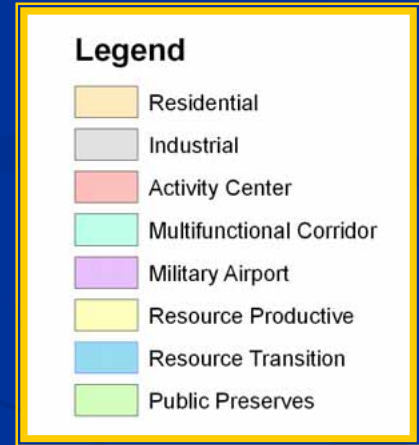 Legend
Residential
Industrial
Activity Center
Multifunctional Corridor
Military Airport
Resource Productive
Resource Transition
Public Preserves